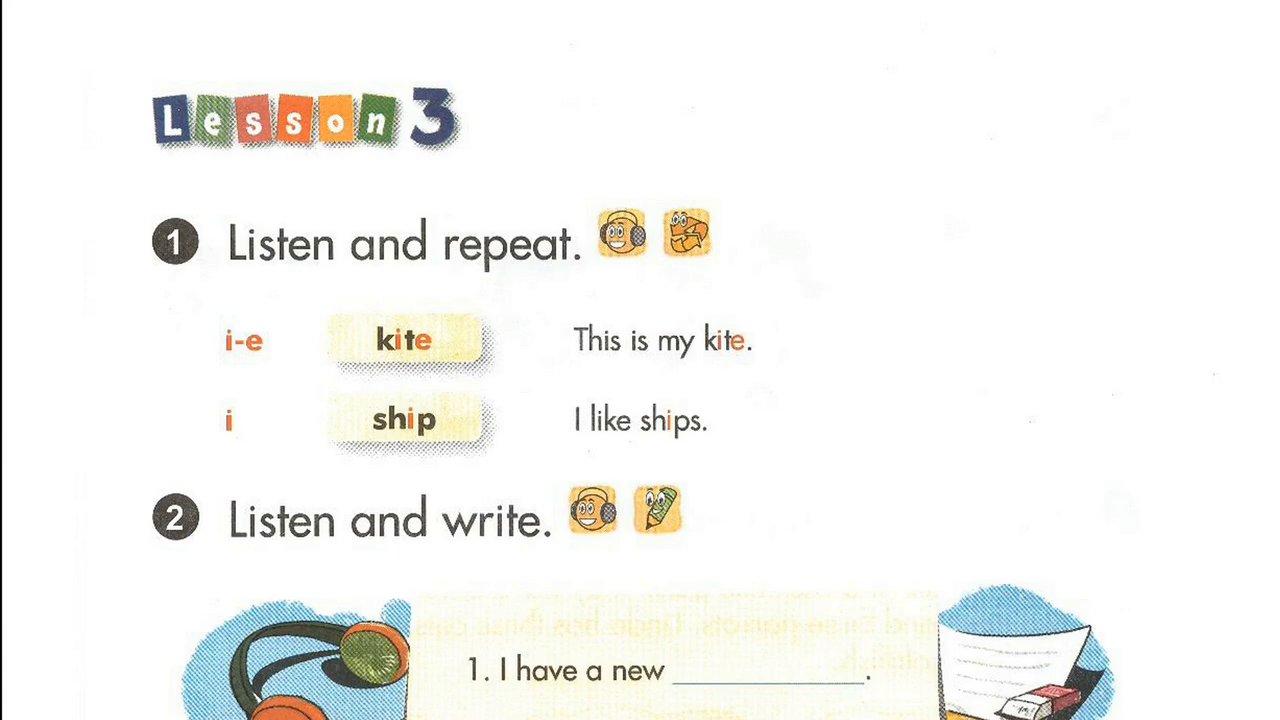 Lesson 3
1 Listen and repeat.
i-e kite This is my kite.
i ship I like ships.
2 Listen and write.
1. I have a new ____________.